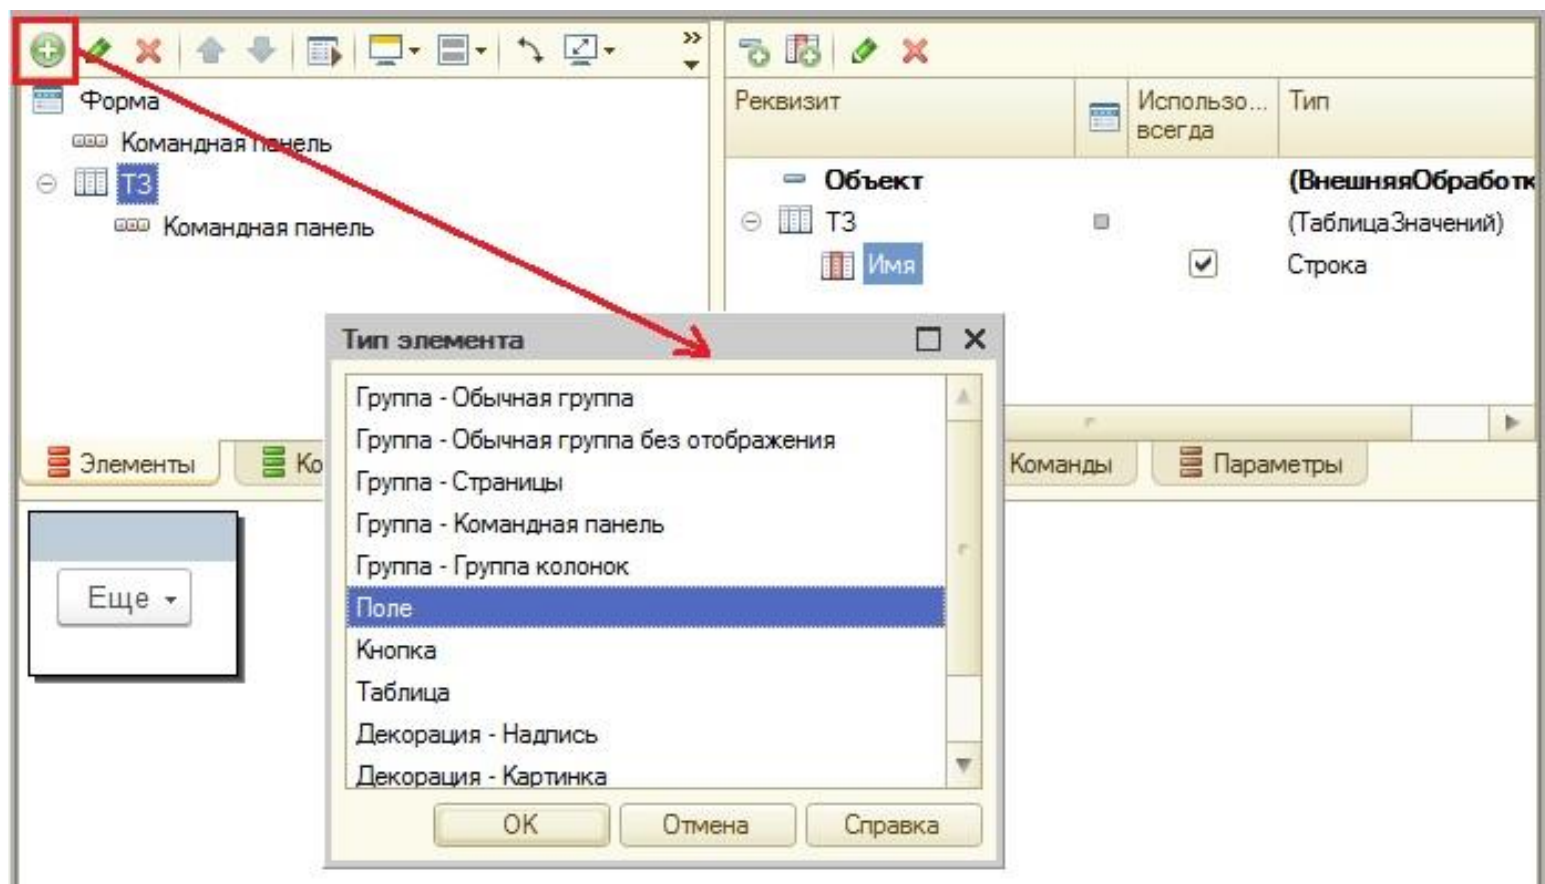 Форма
Командная панель
ТЗ
Командная панель
Реквизит
Использо...
всегда
Тип
Объект
(ВнешняяОбработк
ТЗ
(ТаблицаЗначений)
Имя
Строка
Тип элемента
Группа - Обычная группа
Группа - Обычная группа без отображения
Группа - Страницы
Группа - Командная панель
Группа - Группа колонок
Поле
Кнопка
Таблица
Декорация - Надпись
Декорация - Картинка
ОК
Отмена
Справка
Элементы
Ко
Команды
Параметры
Еще